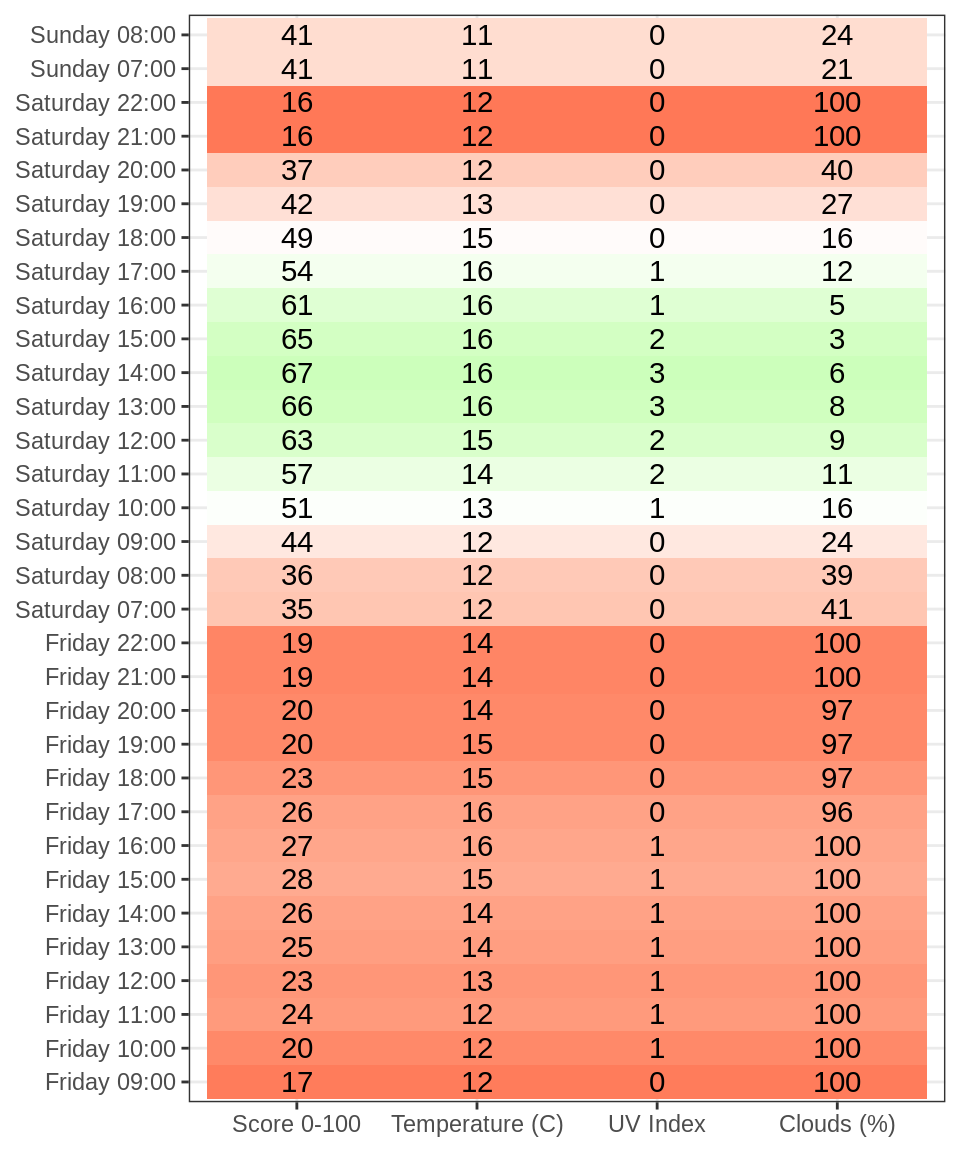 Sunday 08:00 41 11 0 24
Sunday 07:00 41 11 0 21
Saturday 22:00 16 12 0 100
Saturday 21:00 16 12 0 100
Saturday 20:00 37 12 0 40
Saturday 19:00 42 13 0 27
Saturday 18:00 49 15 0 16
Saturday 17:00 54 16 1 12
Saturday 16:00 61 16 1 5
Saturday 15:00 65 16 2 3
Saturday 14:00 67 16 3 6
Saturday 13:00 66 16 3 8
Saturday 12:00 63 15 2 9
Saturday 11:00 57 14 2 11
Saturday 10:00 51 13 1 16
Saturday 09:00 44 12 0 24
Saturday 08:00 36 12 0 39
Saturday 07:00 35 12 0 41
Friday 22:00 19 14 0 100
Friday 21:00 19 14 0 100
Friday 20:00 20 14 0 97
Friday 19:00 20 15 0 97
Friday 18:00 23 15 0 97
Friday 17:00 26 16 0 96
Friday 16:00 27 16 1 100
Friday 15:00 28 15 1 100
Friday 14:00 26 14 1 100
Friday 13:00 25 14 1 100
Friday 12:00 23 13 1 100
Friday 11:00 24 12 1 100
Friday 10:00 20 12 1 100
Friday 09:00 17 12 0 100
Score 0-100 Temperature (C) UV Index Clouds (%)